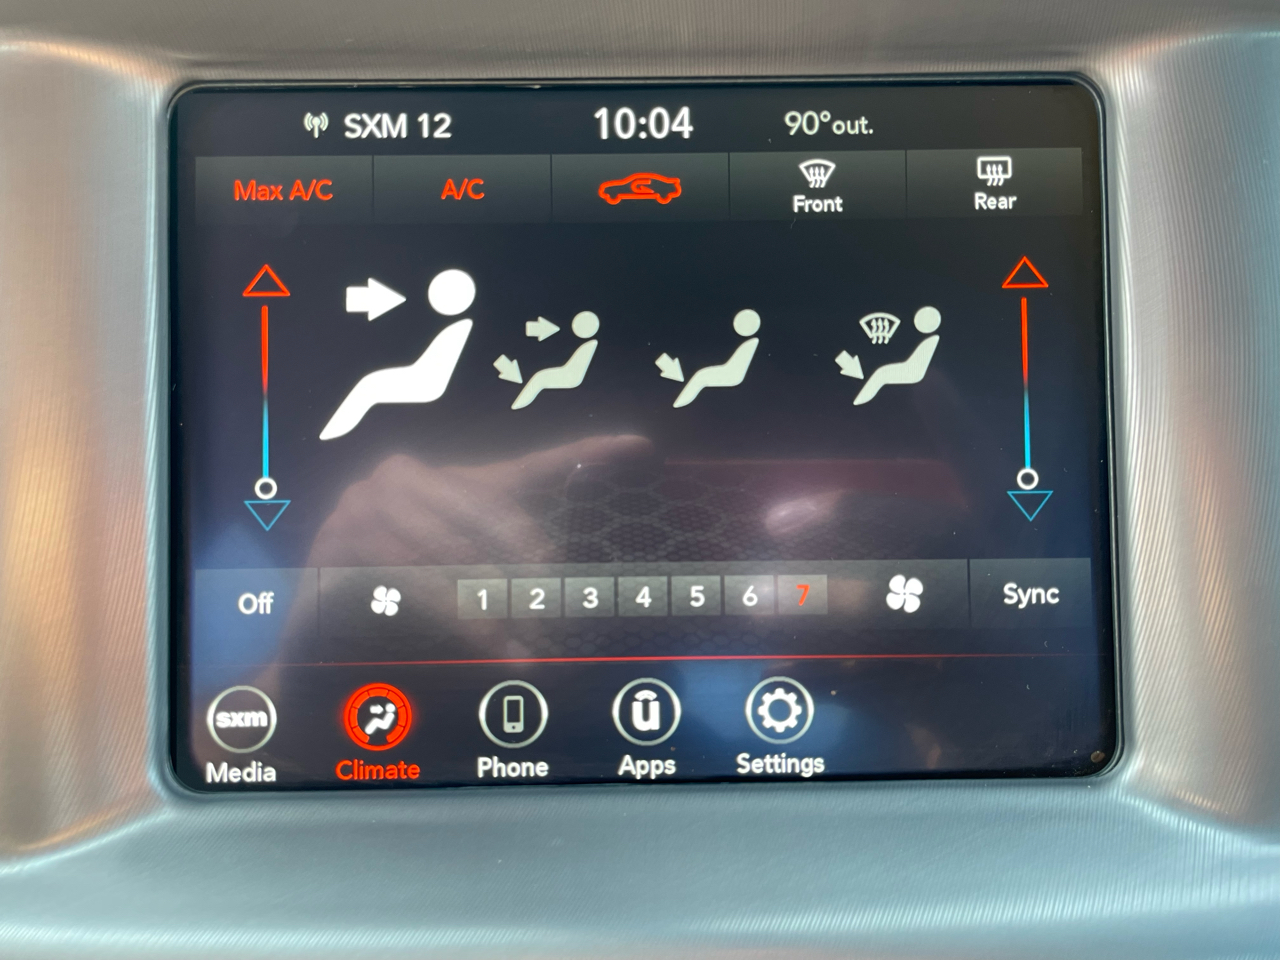 SXM 12 10:04 90°out.
Max A/C A/C Front Rear
Off 1 2 3 4 5 6 7 Sync
sxm ū
Media Climate Phone Apps Settings